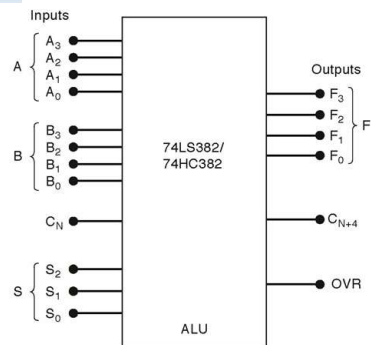 Inputs
A
A3
A2
A1
A0
B
B3
B2
B1
B0
CN
S
S2
S1
S0
74LS382/
74HC382
ALU
Outputs
F3
F2
F1
F0
F
CN+4
OVR